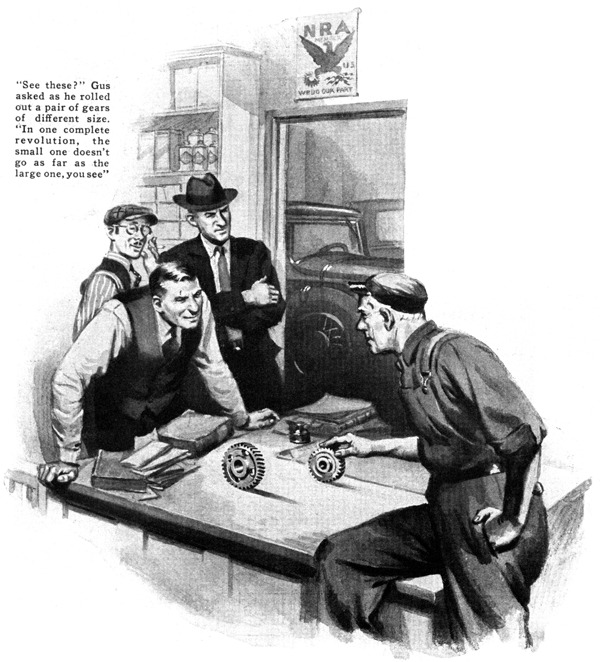 NRA
MEMBER
U.S.
WE DO OUR PART
"See these?" Gus
asked as he rolled
out a pair of gears
of different size.
"In one complete
revolution, the
small one doesn't
go as far as the
large one, you see"